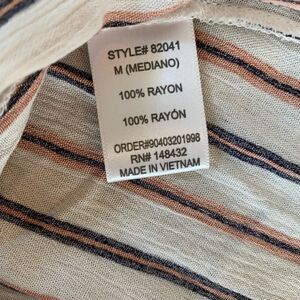 STYLE# 82041
M (MEDIANO)
100% RAYON
100% RAYÓN
ORDER#90403201998
RN# 148432
MADE IN VIETNAM